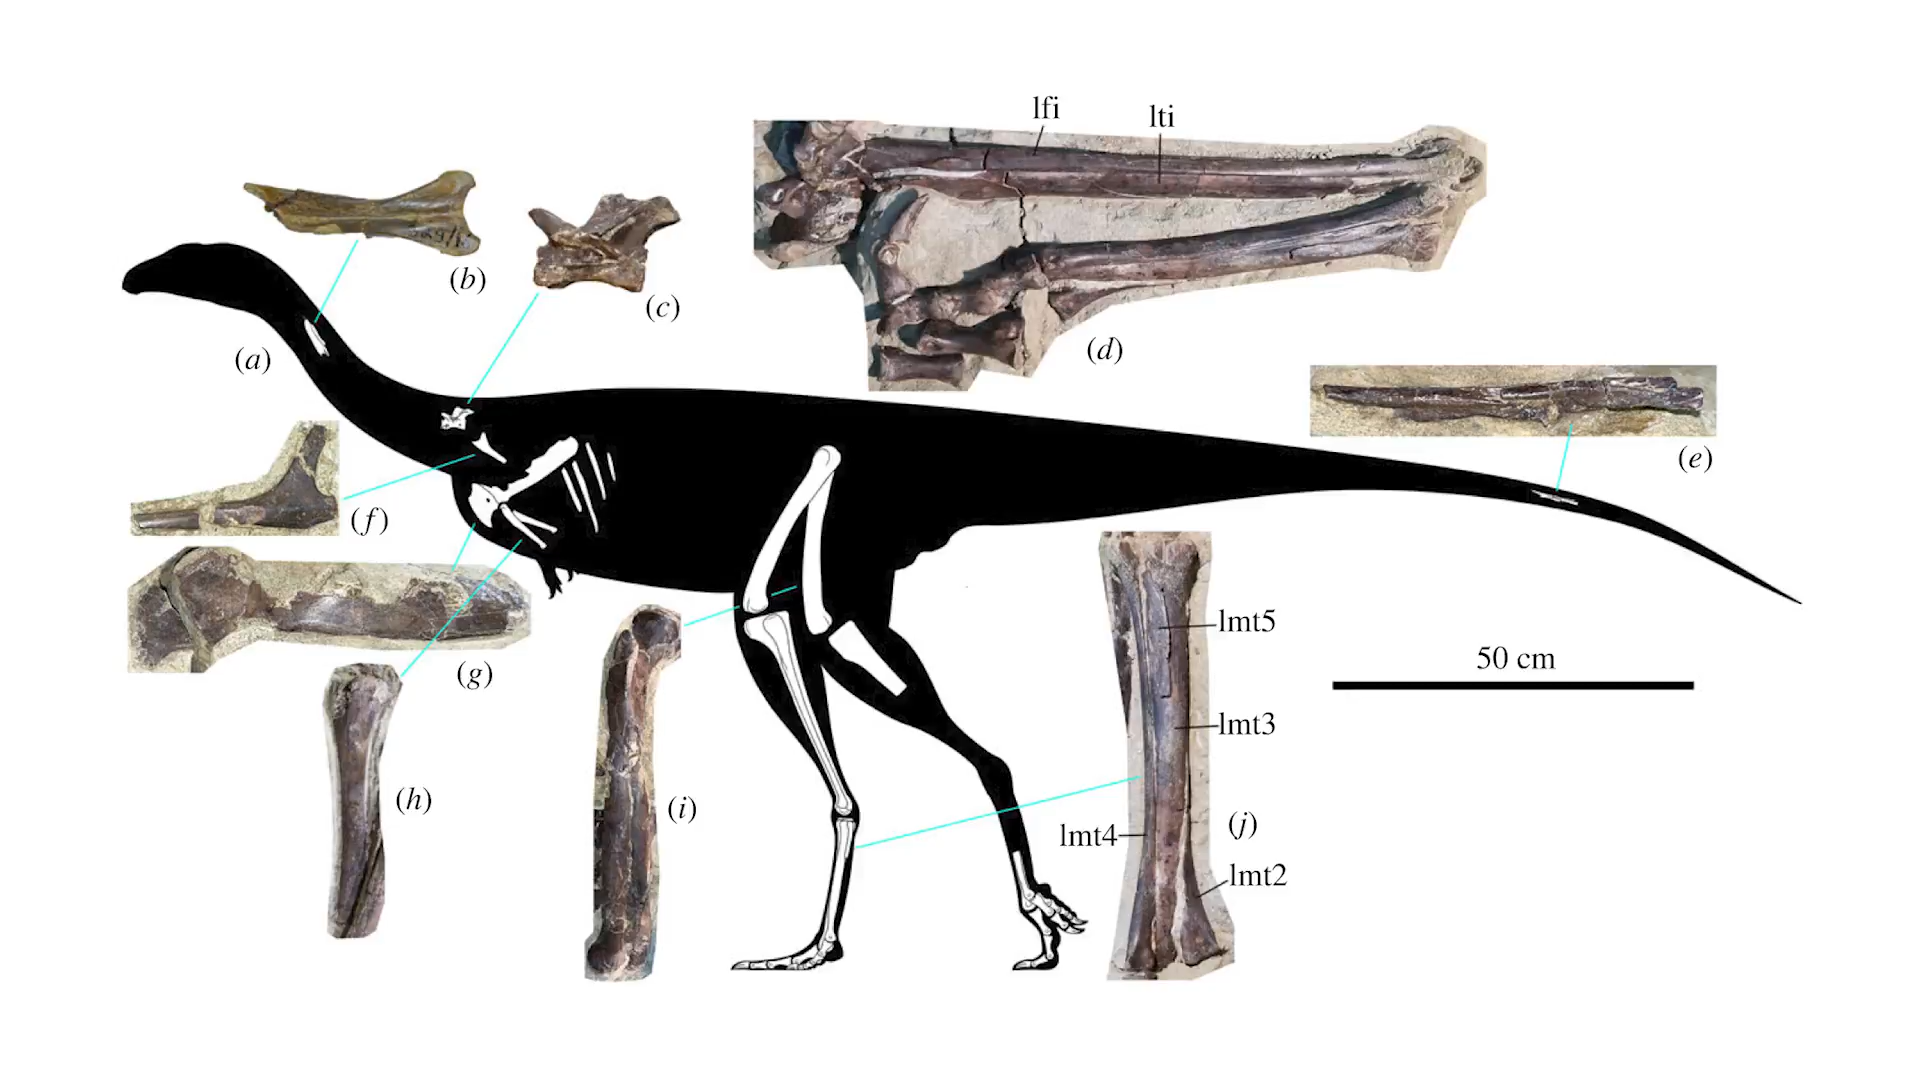 lfi
lti
(b)
(c)
(a)
(d)
(e)
(f)
(g)
50 cm
lmt5
lmt3
(h)
(i)
lmt4
(j)
lmt2